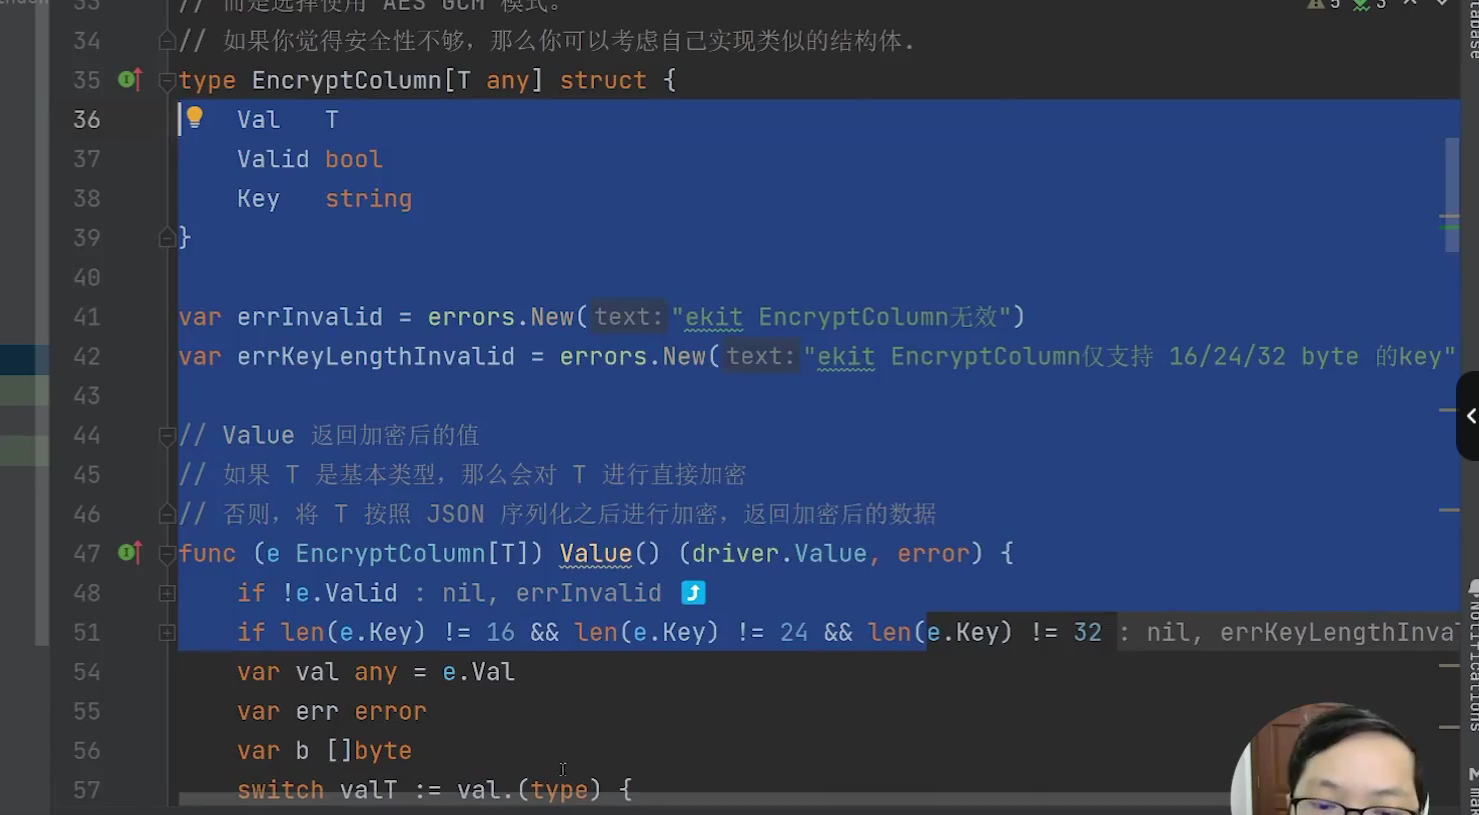 33 // 而是选择使用 AES GCM 模式。
5 3
34 // 如果你觉得安全性不够，那么你可以考虑自己实现类似的结构体.
35 type EncryptColumn[T any] struct {
36 Val T
37 Valid bool
38 Key string
39 }
40
41 var errInvalid = errors.New( text: "ekit EncryptColumn无效")
42 var errKeyLengthInvalid = errors.New( text: "ekit EncryptColumn仅支持 16/24/32 byte 的key"
43
44 // Value 返回加密后的值
45 // 如果 T 是基本类型，那么会对 T 进行直接加密
46 // 否则，将 T 按照 JSON 序列化之后进行加密，返回加密后的数据
47 func (e EncryptColumn[T]) Value() (driver.Value, error) {
48 if !e.Valid : nil, errInvalid
51 if len(e.Key) != 16 && len(e.Key) != 24 && len(e.Key) != 32 : nil, errKeyLengthInva
54 var val any = e.Val
55 var err error
56 var b []byte
57 switch valT := val.(type) {